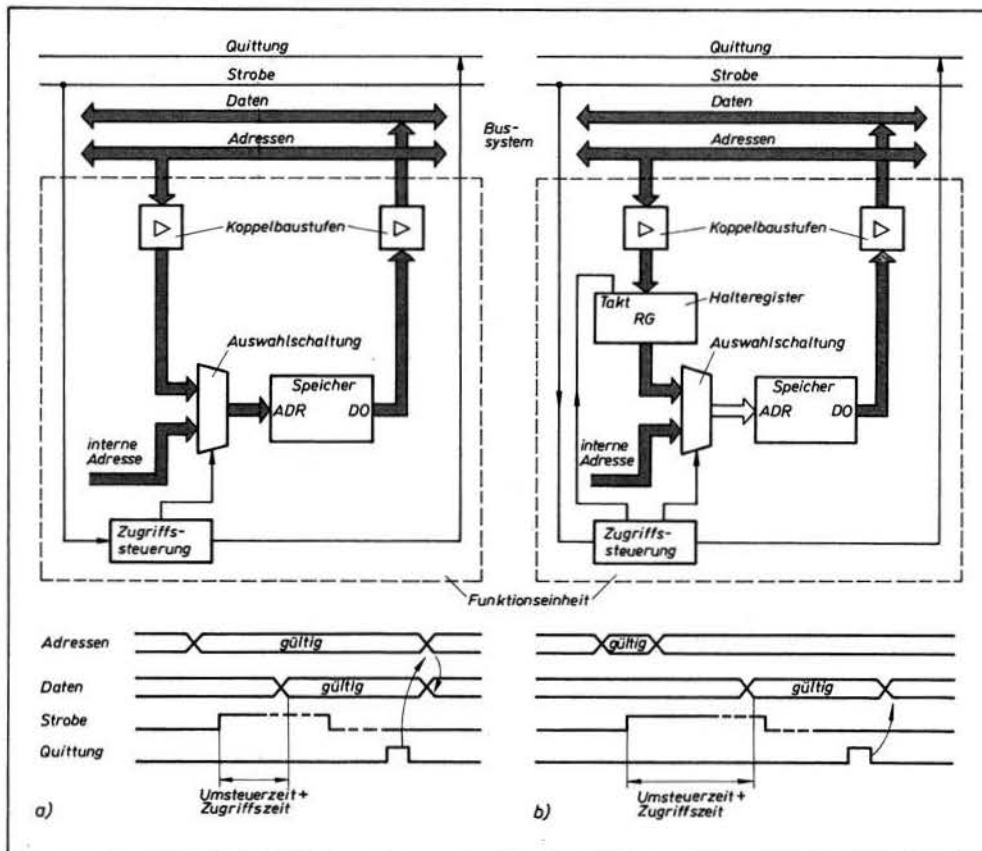 Quittung
Strobe
Daten
Adressen
Bus-
system
Koppelbaustufen
Auswahlschaltung
Speicher
ADR DO
interne
Adresse
Zugriffs-
steuerung
Quittung
Strobe
Daten
Adressen
Koppelbaustufen
Takt
RG
Halteregister
Auswahlschaltung
Speicher
ADR DO
interne
Adresse
Zugriffs-
steuerung
Funktionseinheit
Adressen
gültig
Daten
gültig
Strobe
Quittung
Umsteuerzeit +
Zugriffszeit
a)
gültig
gültig
Umsteuerzeit +
Zugriffszeit
b)